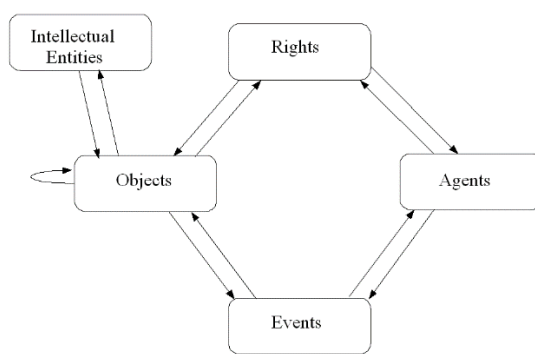 Intellectual
Entities
Rights
Objects
Agents
Events